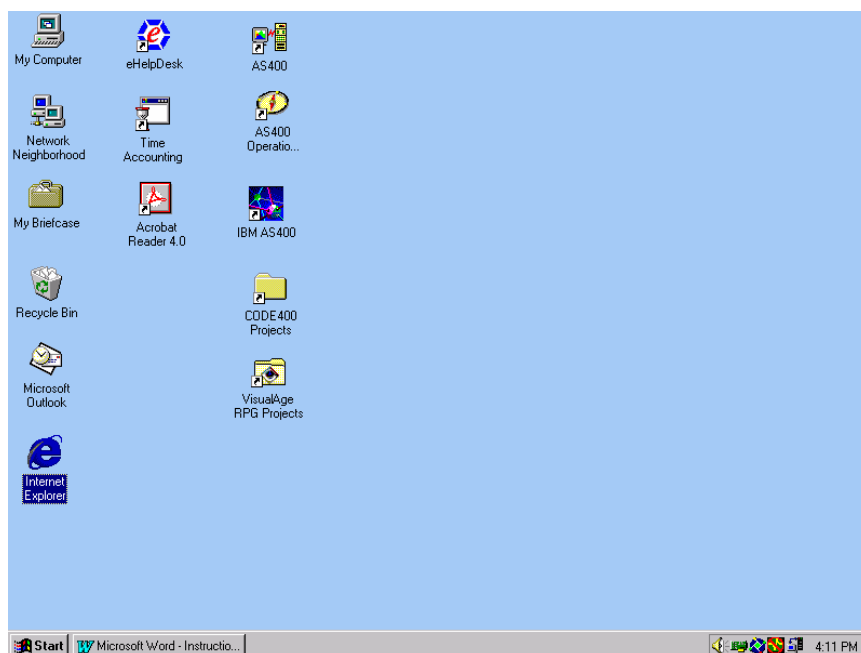 My Computer
eHelpDesk
AS400
Network
Neighborhood
Time
Accounting
AS400
Operatio...
My Briefcase
Acrobat
Reader 4.0
IBM AS400
Recycle Bin
CODE400
Projects
Microsoft
Outlook
VisualAge
RPG Projects
Internet
Explorer
Start
Microsoft Word - Instructio...
4:11 PM